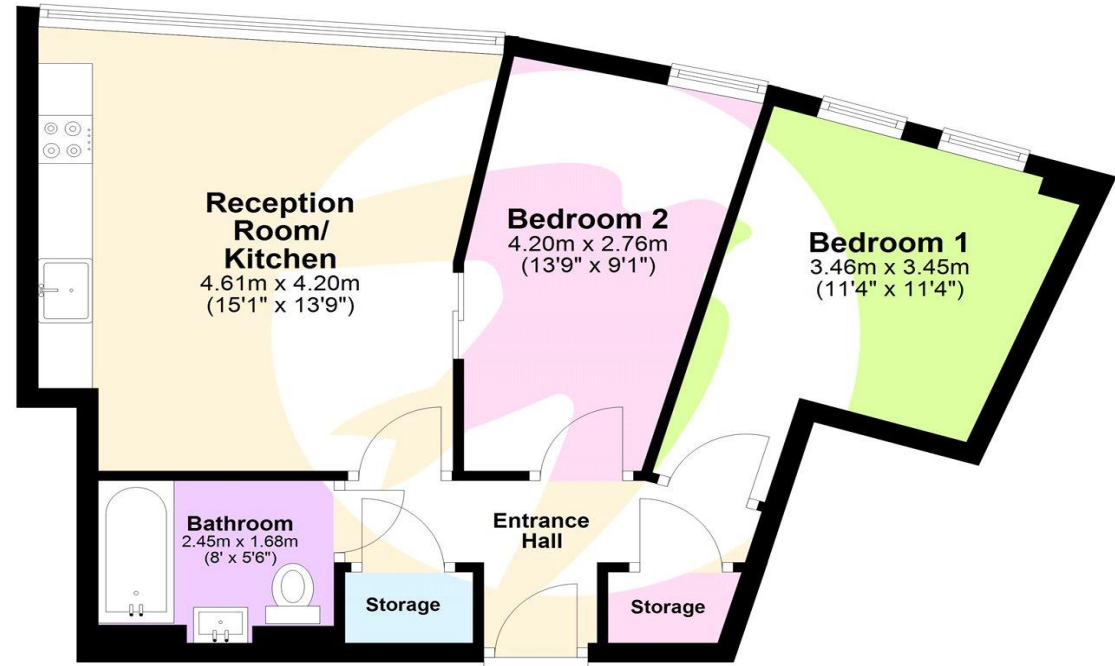 Reception
Room/
Kitchen
4.61m x 4.20m
(15'1" x 13'9")
Bedroom 2
4.20m x 2.76m
(13'9" x 9'1")
Bedroom 1
3.46m x 3.45m
(11'4" x 11'4")
Bathroom
2.45m x 1.68m
(8' x 5'6")
Entrance
Hall
Storage
Storage